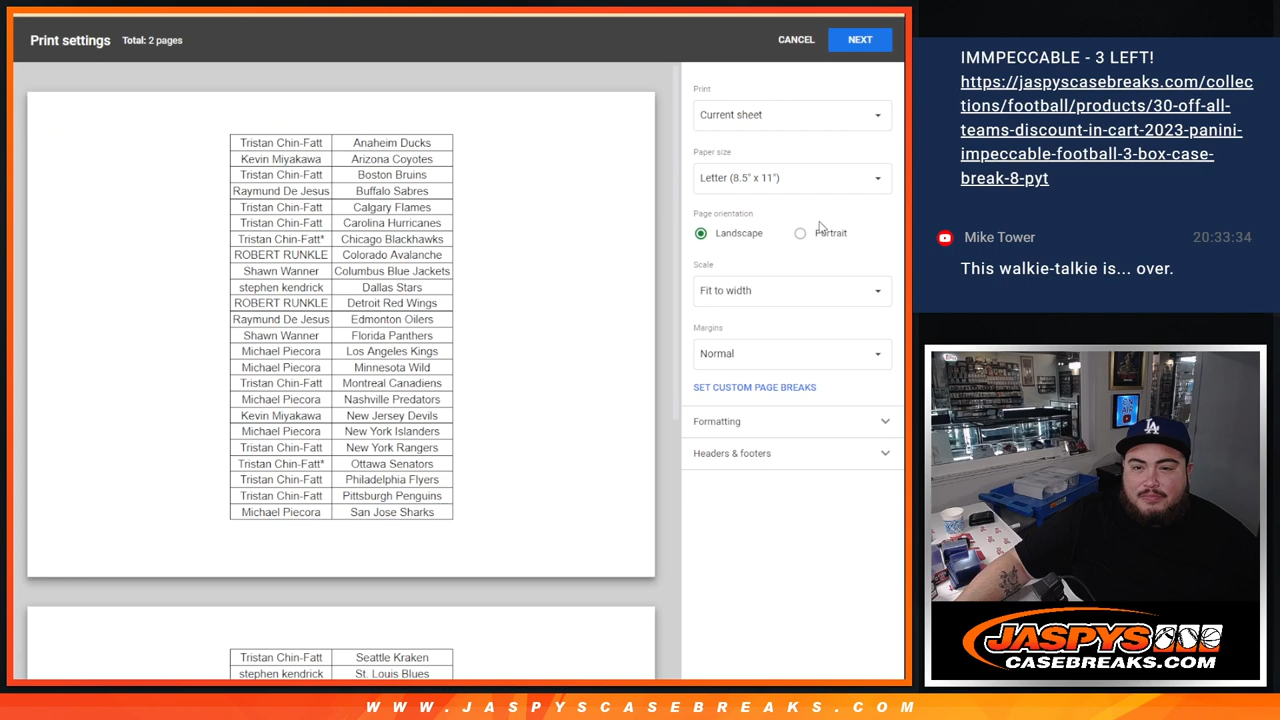 Print settings Total: 2 pages CANCEL NEXT
Tristan Chin-Fatt Anaheim Ducks
Kevin Miyakawa Arizona Coyotes
Tristan Chin-Fatt Boston Bruins
Raymund De Jesus Buffalo Sabres
Tristan Chin-Fatt Calgary Flames
Tristan Chin-Fatt Carolina Hurricanes
Tristan Chin-Fatt* Chicago Blackhawks
ROBERT RUNKLE Colorado Avalanche
Shawn Wanner Columbus Blue Jackets
stephen kendrick Dallas Stars
ROBERT RUNKLE Detroit Red Wings
Raymund De Jesus Edmonton Oilers
Shawn Wanner Florida Panthers
Michael Piecora Los Angeles Kings
Michael Piecora Minnesota Wild
Tristan Chin-Fatt Montreal Canadiens
Michael Piecora Nashville Predators
Kevin Miyakawa New Jersey Devils
Michael Piecora New York Islanders
Tristan Chin-Fatt New York Rangers
Tristan Chin-Fatt* Ottawa Senators
Tristan Chin-Fatt Philadelphia Flyers
Tristan Chin-Fatt Pittsburgh Penguins
Michael Piecora San Jose Sharks
Tristan Chin-Fatt Seattle Kraken
stephen kendrick St. Louis Blues
Print
Current sheet
Paper size
Letter (8.5" x 11")
Page orientation
Landscape Portrait
Scale
Fit to width
Margins
Normal
SET CUSTOM PAGE BREAKS
Formatting
Headers & footers
IMMPECCABLE - 3 LEFT!
https://jaspyscasebreaks.com/collec
tions/football/products/30-off-all-
teams-discount-in-cart-2023-panini-
impeccable-football-3-box-case-
break-8-pyt
Mike Tower 20:33:34
This walkie-talkie is... over.
ON
AIR
LA
JASPYS
CASEBREAKS.COM
WWW.JASPYSCASEBREAKS.COM